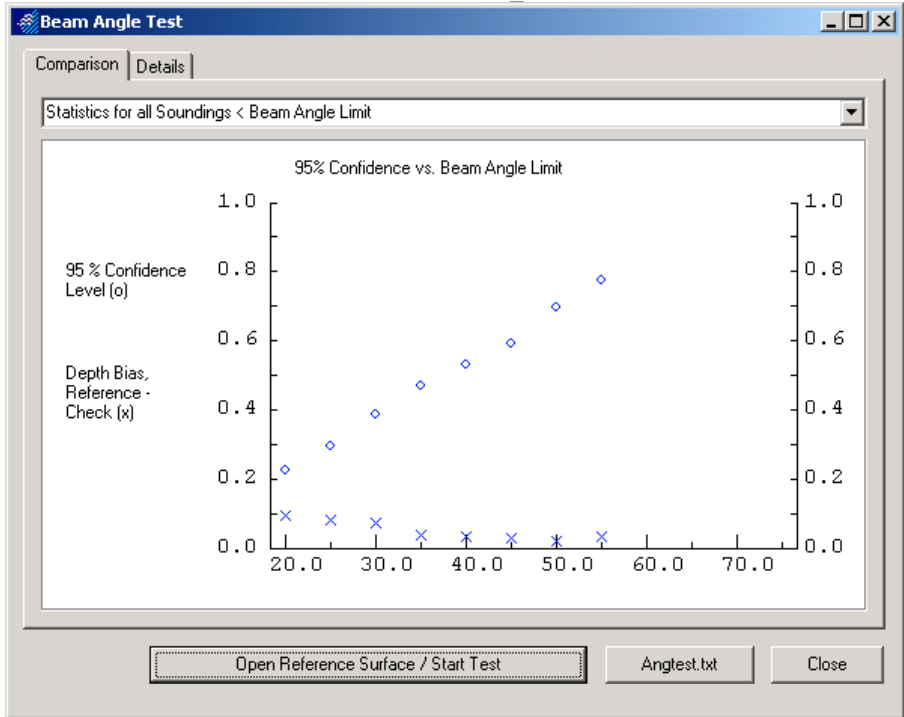 Beam Angle Test
Comparison
Details
Statistics for all Soundings < Beam Angle Limit
95% Confidence vs. Beam Angle Limit
95 % Confidence
Level (o)
Depth Bias,
Reference -
Check (x)
1.0
0.8
0.6
0.4
0.2
0.0
1.0
0.8
0.6
0.4
0.2
0.0
20.0 30.0 40.0 50.0 60.0 70.0
Open Reference Surface / Start Test
Angtest.txt
Close